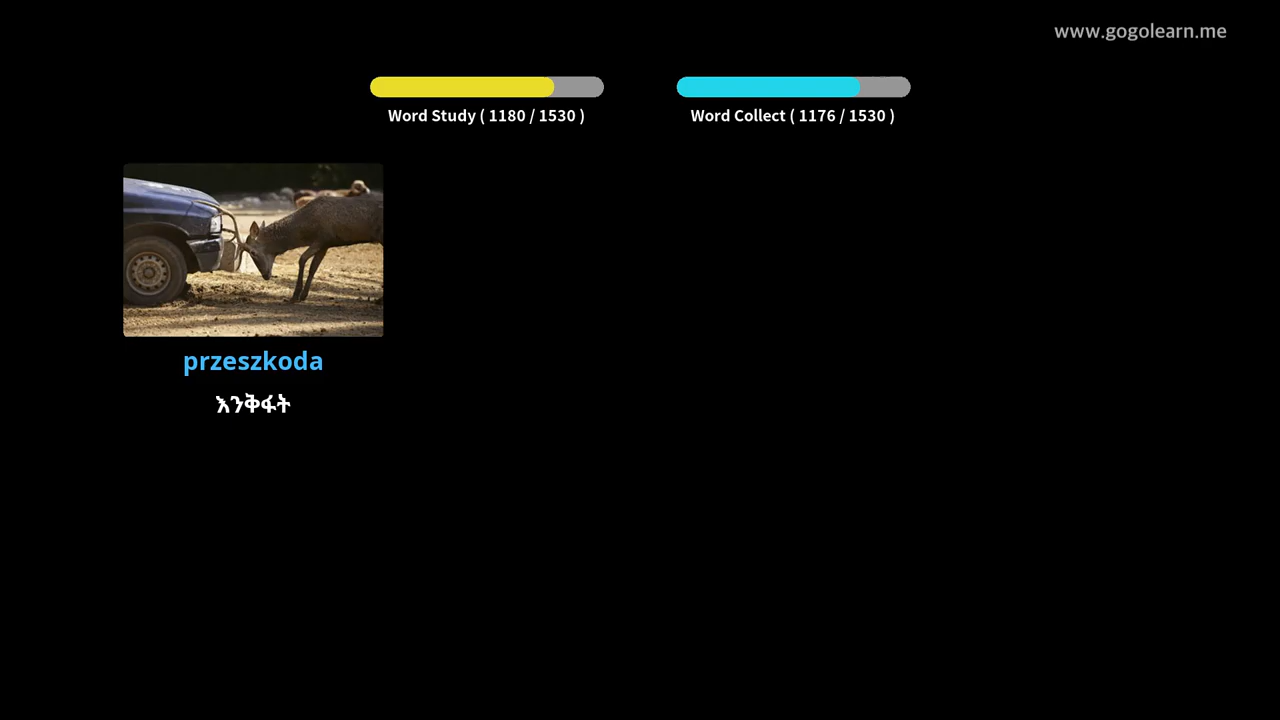 www.gogolearn.me
Word Study ( 1180 / 1530 )
Word Collect ( 1176 / 1530 )
przeszkoda
እንቅፋት